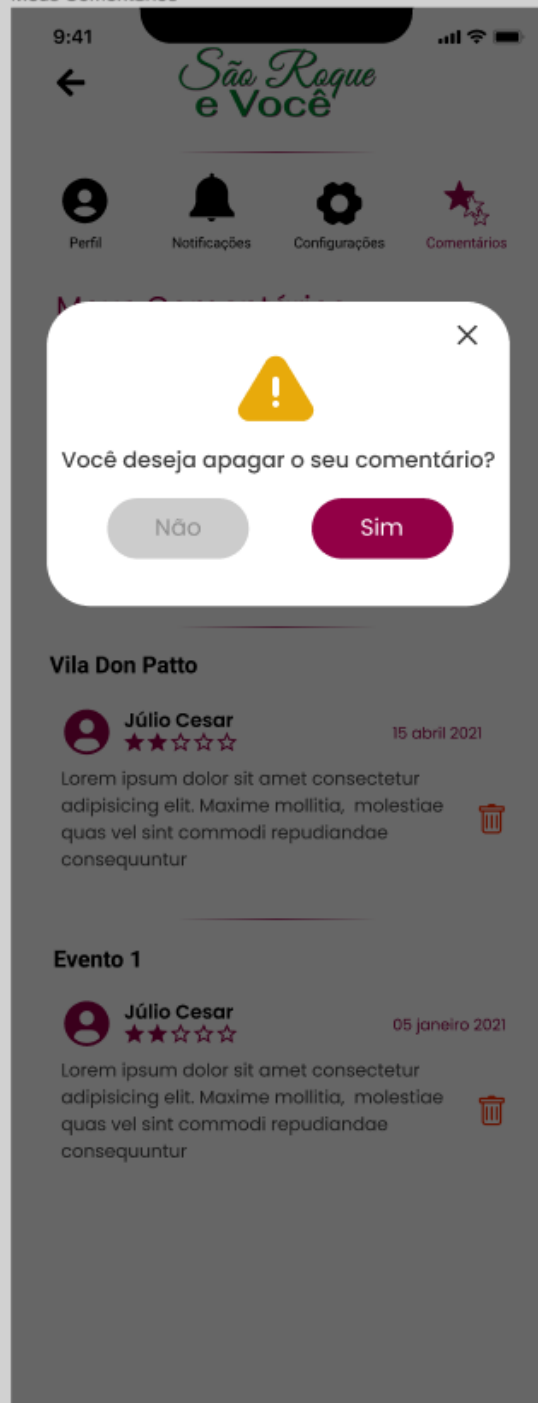 9:41
São Roque
e Você
Perfil
Notificações
Configurações
Comentários
Você deseja apagar o seu comentário?
Não
Sim
Vila Don Patto
Júlio Cesar
15 abril 2021
Lorem ipsum dolor sit amet consectetur
adipisicing elit. Maxime mollitia, molestiae
quas vel sint commodi repudiandae
consequuntur
Evento 1
Júlio Cesar
05 janeiro 2021
Lorem ipsum dolor sit amet consectetur
adipisicing elit. Maxime mollitia, molestiae
quas vel sint commodi repudiandae
consequuntur